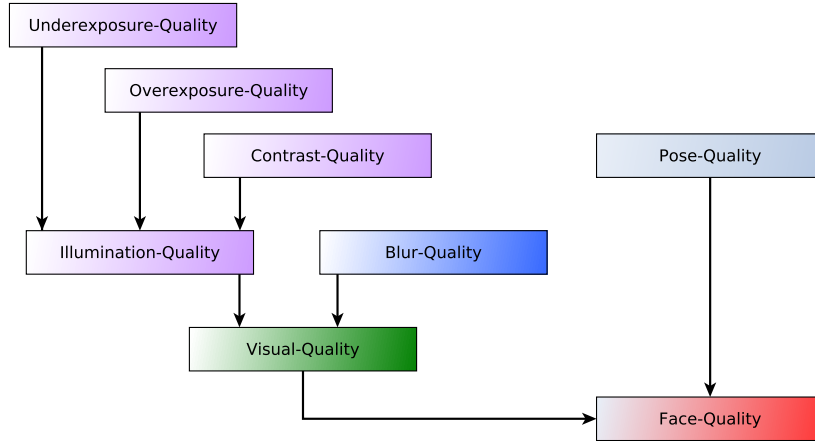 Underexposure-Quality
Overexposure-Quality
Contrast-Quality
Pose-Quality
Illumination-Quality
Blur-Quality
Visual-Quality
Face-Quality